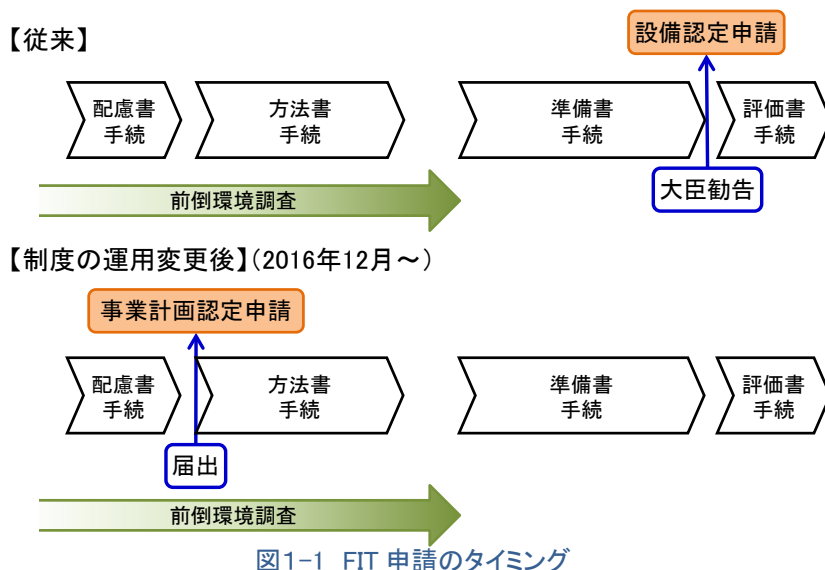 【従来】
設備認定申請
配慮書
手続
方法書
手続
準備書
手続
評価書
手続
前倒環境調査
大臣勧告
【制度の運用変更後】(2016年12月~)
事業計画認定申請
配慮書
手続
方法書
手続
準備書
手続
評価書
手続
届出
前倒環境調査
図1-1 FIT 申請のタイミング